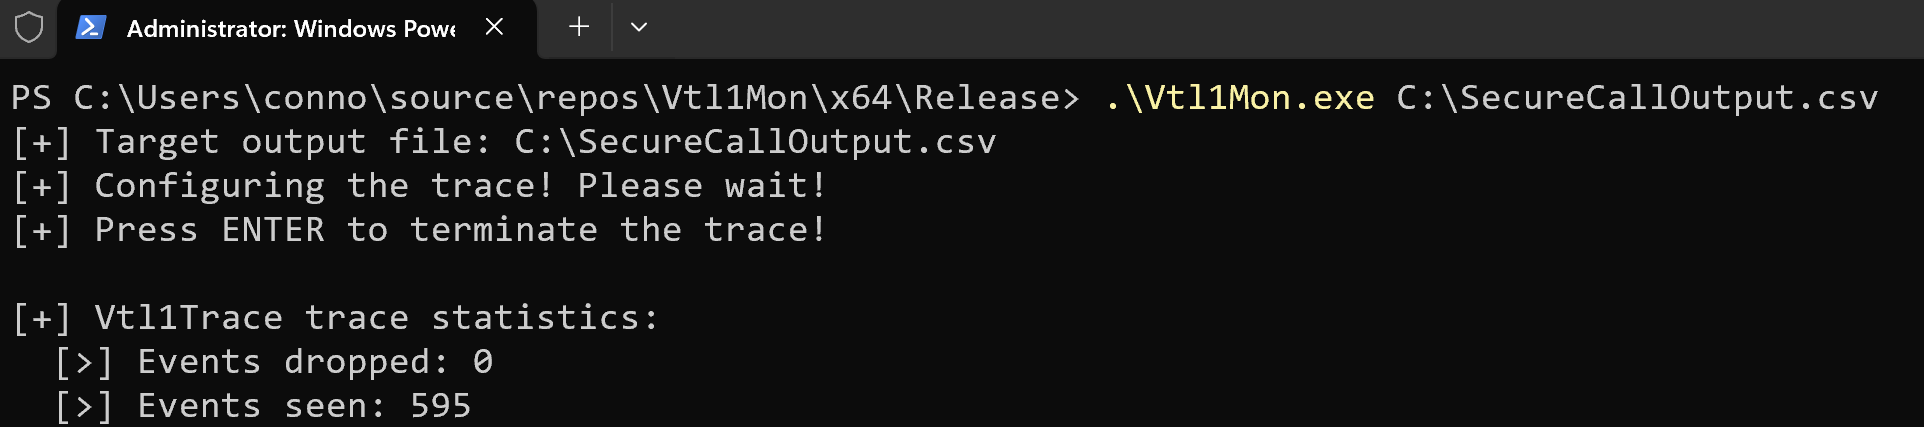 Administrator: Windows Powe
PS C:\Users\conno\source\repos\Vtl1Mon\x64\Release> .\Vtl1Mon.exe C:\SecureCallOutput.csv
[+] Target output file: C:\SecureCallOutput.csv
[+] Configuring the trace! Please wait!
[+] Press ENTER to terminate the trace!
[+] Vtl1Trace trace statistics:
[>] Events dropped: 0
[>] Events seen: 595